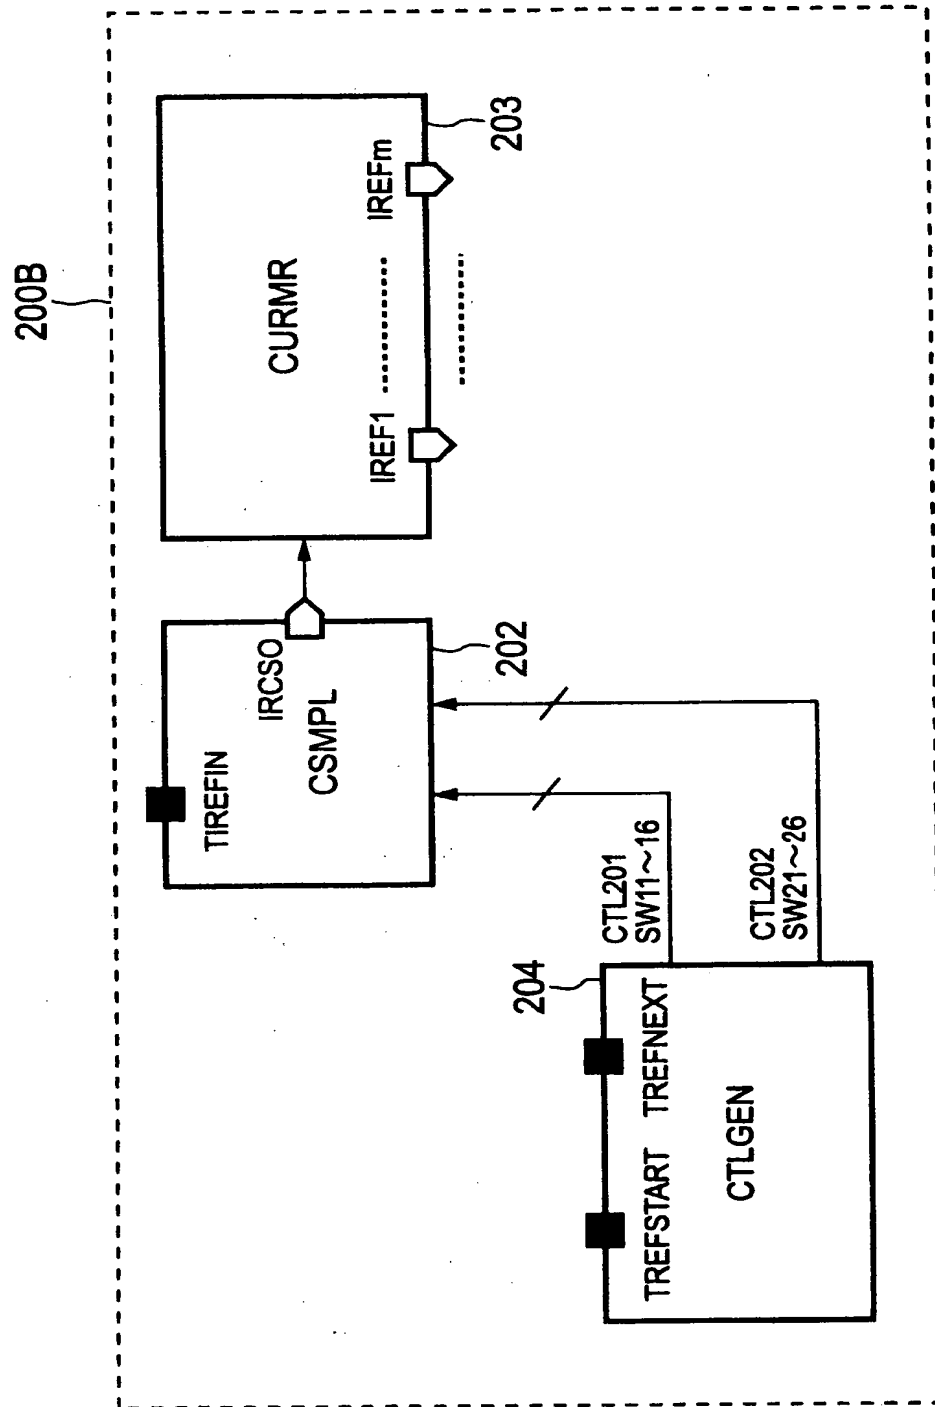 200B
CURMR
IREF1
IREFm
203
TIREFIN
IRCSO
CSMPL
202
204
TREFSTART
TREFNEXT
CTLGEN
CTL201
SW11～16
CTL202
SW21～26